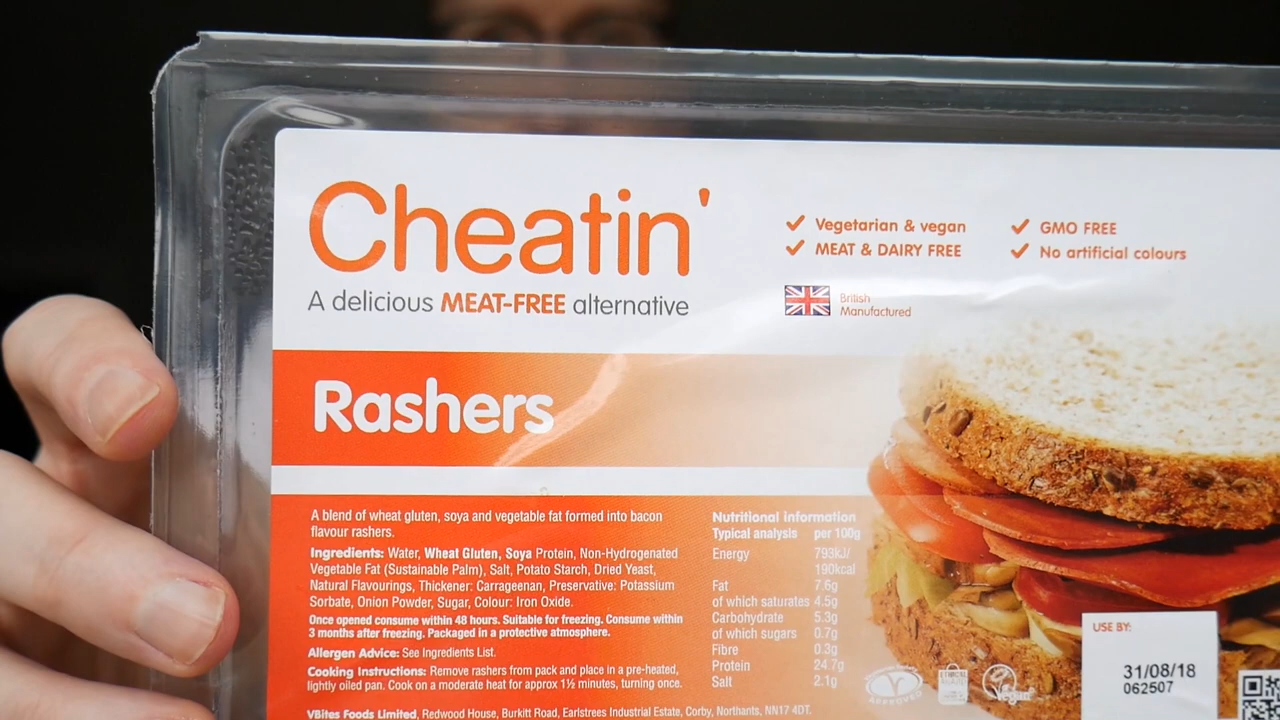 Cheatin'
A delicious MEAT-FREE alternative
Vegetarian & vegan
MEAT & DAIRY FREE
GMO FREE
No artificial colours
British
Manufactured
Rashers
A blend of wheat gluten, soya and vegetable fat formed into bacon
flavour rashers.
Ingredients: Water, Wheat Gluten, Soya Protein, Non-Hydrogenated
Vegetable Fat (Sustainable Palm), Salt, Potato Starch, Dried Yeast,
Natural Flavourings, Thickener: Carrageenan, Preservative: Potassium
Sorbate, Onion Powder, Sugar, Colour: Iron Oxide.
Once opened consume within 48 hours. Suitable for freezing. Consume within
3 months after freezing. Packaged in a protective atmosphere.
Allergen Advice: See Ingredients List.
Cooking Instructions: Remove rashers from pack and place in a pre-heated,
lightly oiled pan. Cook on a moderate heat for approx 1½ minutes, turning once.
VBites Foods Limited, Redwood House, Burkitt Road, Earlstrees Industrial Estate, Corby, Northants, NN17 4DT.
Nutritional information
Typical analysis per 100g
Energy 793kJ/
190kcal
Fat 7.6g
of which saturates 4.5g
Carbohydrate 5.3g
of which sugars 0.7g
Fibre 0.3g
Protein 24.7g
Salt 2.1g
APPROVED
ETHICAL
Vegan
USE BY:
31/08/18
062507